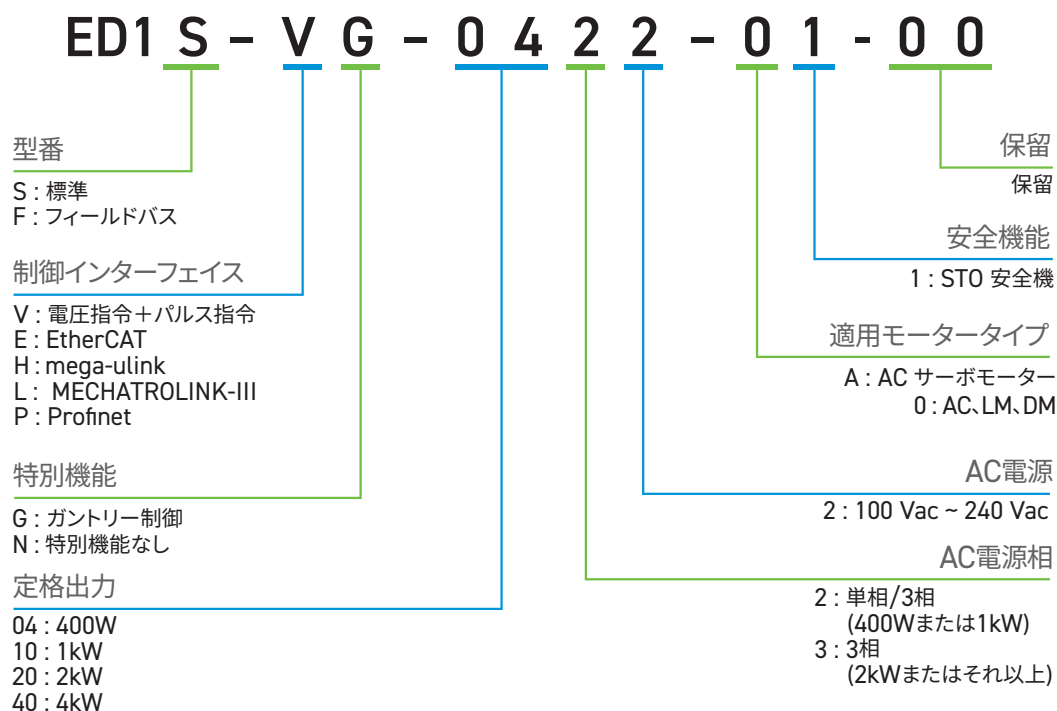 ED1 S – V G – 0 4 2 2 – 0 1 - 0 0
型番
S : 標準
F : フィールドバス
制御インターフェイス
V : 電圧指令＋パルス指令
E : EtherCAT
H : mega-ulink
L : MECHATROLINK-III
P : Profinet
特別機能
G : ガントリー制御
N : 特別機能なし
定格出力
04 : 400W
10 : 1kW
20 : 2kW
40 : 4kW
保留
保留
安全機能
1 : STO 安全機
適用モータータイプ
A : AC サーボモーター
0 : AC、LM、DM
AC電源
2 : 100 Vac ~ 240 Vac
AC電源相
2 : 単相/3相
(400Wまたは1kW)
3 : 3相
(2kWまたはそれ以上)